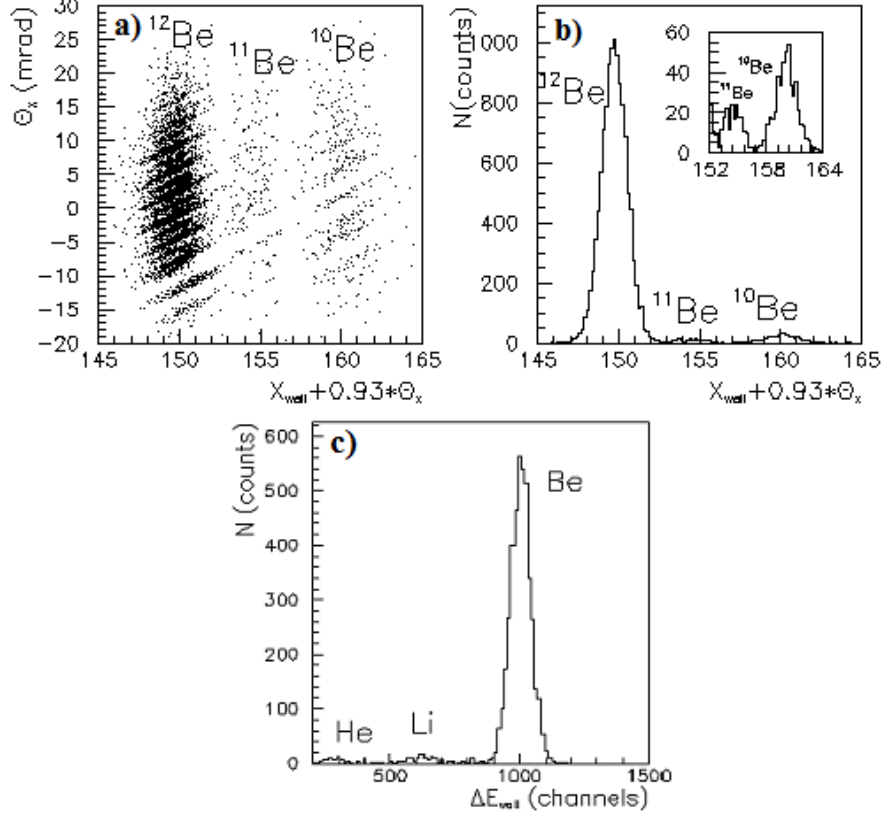 a)
¹²Be
¹¹Be
¹⁰Be
Θₓ (mrad)
30
25
20
15
10
5
0
−5
−10
−15
−20
145
150
155
160
165
X_wall+0.93*Θₓ
b)
N(counts)
1000
800
600
400
200
0
¹²Be
¹¹Be
¹⁰Be
60
40
20
0
¹¹Be
¹⁰Be
152
158
164
145
150
155
160
165
X_wall+0.93*Θₓ
c)
N (counts)
600
500
400
300
200
100
0
He
Li
Be
500
1000
1500
ΔE_wall (channels)